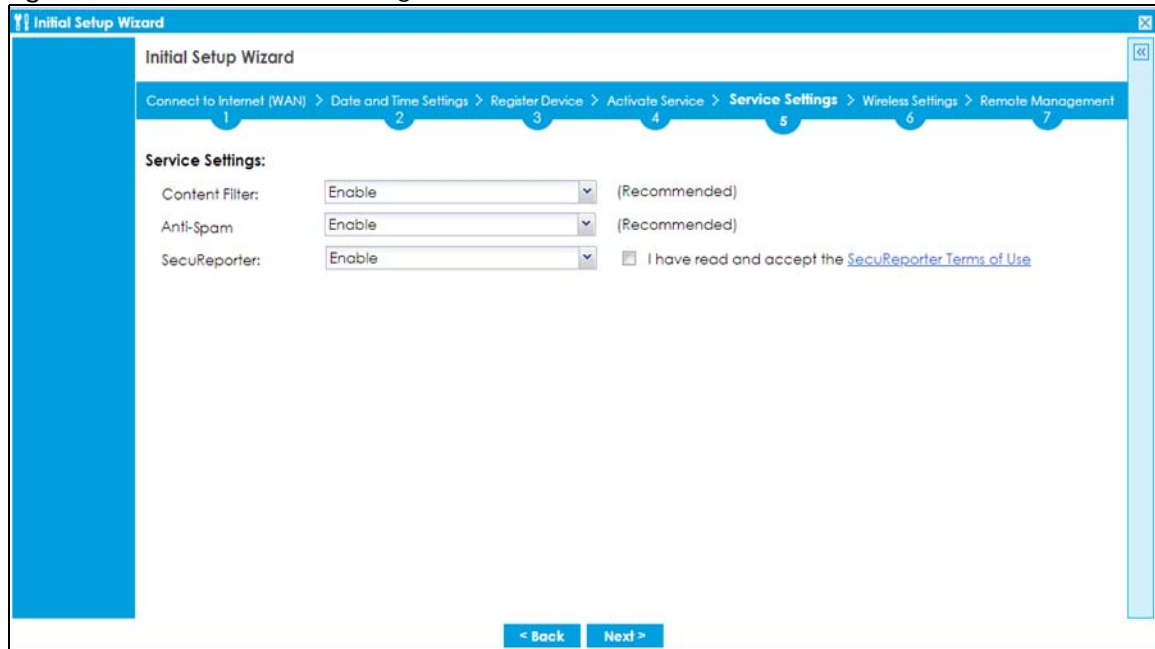 Initial Setup Wizard
Initial Setup Wizard
Connect to Internet (WAN) > Date and Time Settings > Register Device > Activate Service > Service Settings > Wireless Settings > Remote Management
1 2 3 4 5 6 7
Service Settings:
Content Filter: Enable (Recommended)
Anti-Spam Enable (Recommended)
SecuReporter: Enable I have read and accept the SecuReporter Terms of Use
< Back Next >